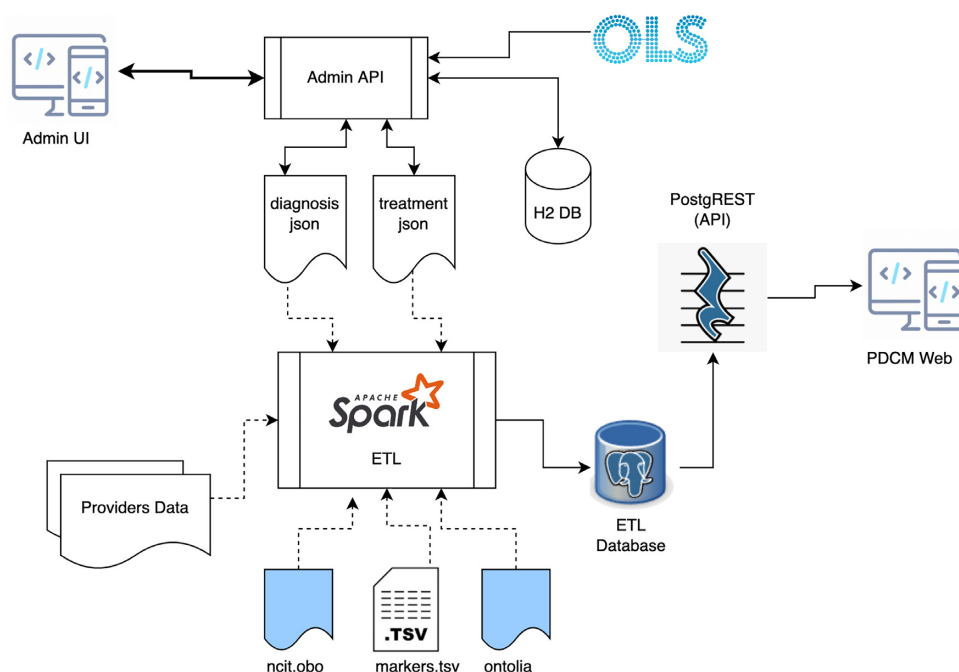 OLS
Admin API
Admin UI
diagnosis
json
treatment
json
H2 DB
PostgREST
(API)
PDCM Web
APACHE
Spark
ETL
Providers Data
ETL
Database
.TSV
ncit.obo
markers.tsv
ontolia